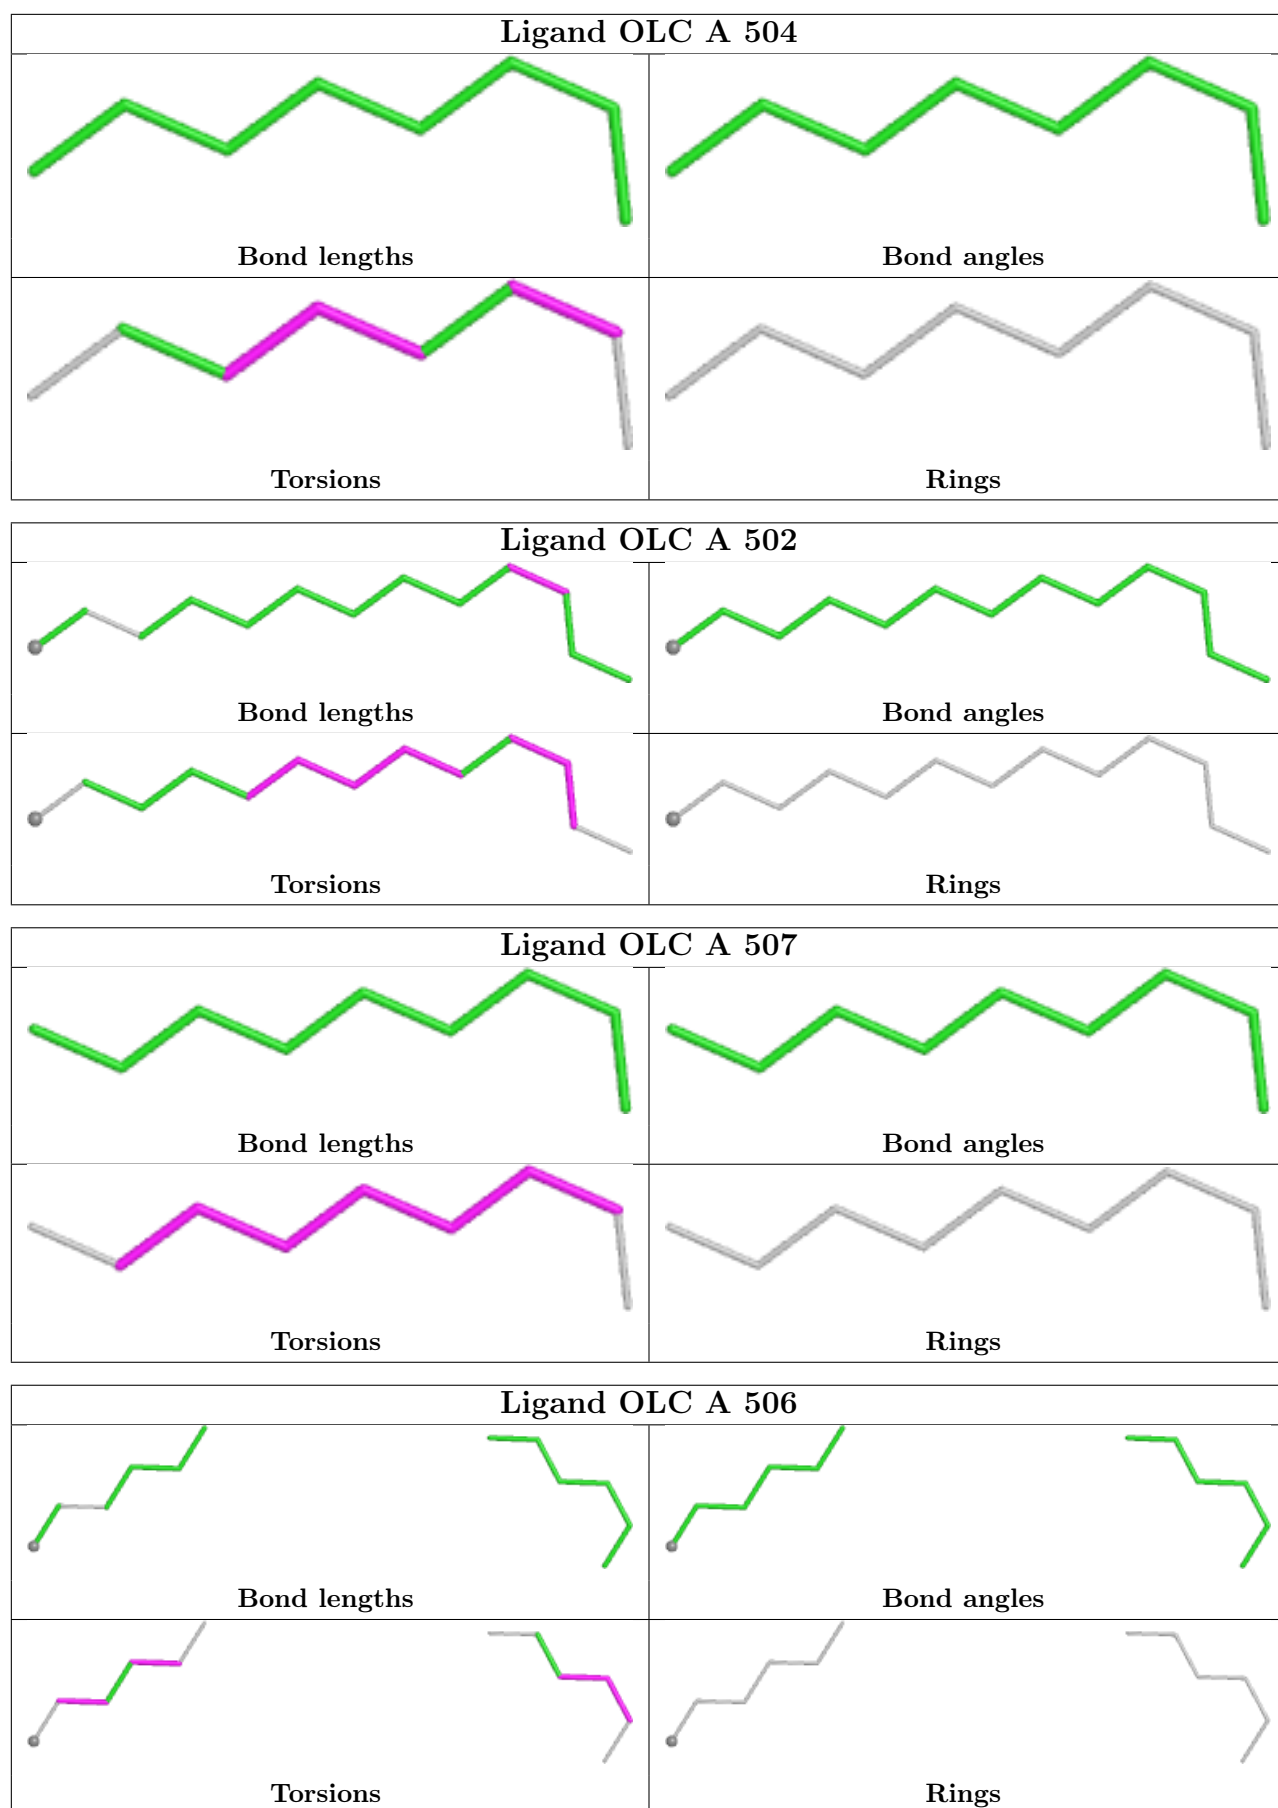 Ligand OLC A 504
Bond lengths
Bond angles
Torsions
Rings
Ligand OLC A 502
Bond lengths
Bond angles
Torsions
Rings
Ligand OLC A 507
Bond lengths
Bond angles
Torsions
Rings
Ligand OLC A 506
Bond lengths
Bond angles
Torsions
Rings